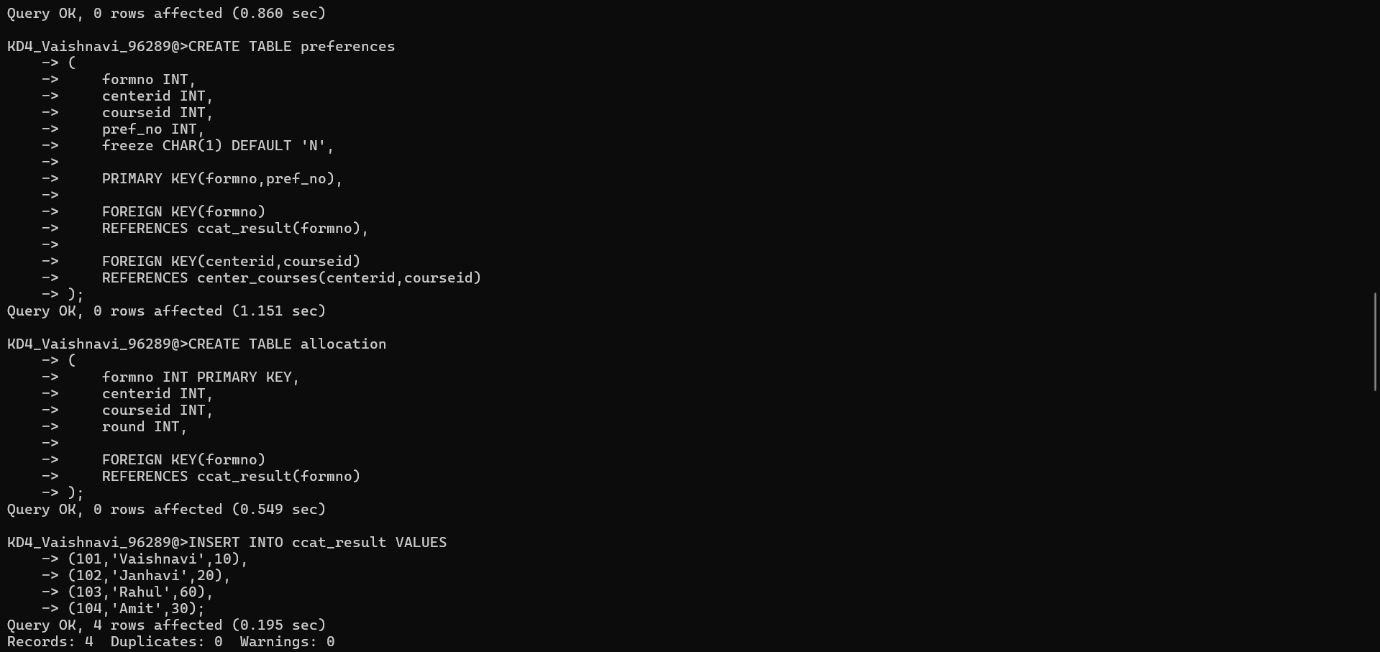 Query OK, 0 rows affected (0.860 sec)

KD4_Vaishnavi_96289@>CREATE TABLE preferences
    -> (
    ->     formno INT,
    ->     centerid INT,
    ->     courseid INT,
    ->     pref_no INT,
    ->     freeze CHAR(1) DEFAULT 'N',
    ->
    ->     PRIMARY KEY(formno,pref_no),
    ->
    ->     FOREIGN KEY(formno)
    ->     REFERENCES ccat_result(formno),
    ->
    ->     FOREIGN KEY(centerid,courseid)
    ->     REFERENCES center_courses(centerid,courseid)
    -> );
Query OK, 0 rows affected (1.151 sec)

KD4_Vaishnavi_96289@>CREATE TABLE allocation
    -> (
    ->     formno INT PRIMARY KEY,
    ->     centerid INT,
    ->     courseid INT,
    ->     round INT,
    ->
    ->     FOREIGN KEY(formno)
    ->     REFERENCES ccat_result(formno)
    -> );
Query OK, 0 rows affected (0.549 sec)

KD4_Vaishnavi_96289@>INSERT INTO ccat_result VALUES
    -> (101,'Vaishnavi',10),
    -> (102,'Janhavi',20),
    -> (103,'Rahul',60),
    -> (104,'Amit',30);
Query OK, 4 rows affected (0.195 sec)
Records: 4  Duplicates: 0  Warnings: 0